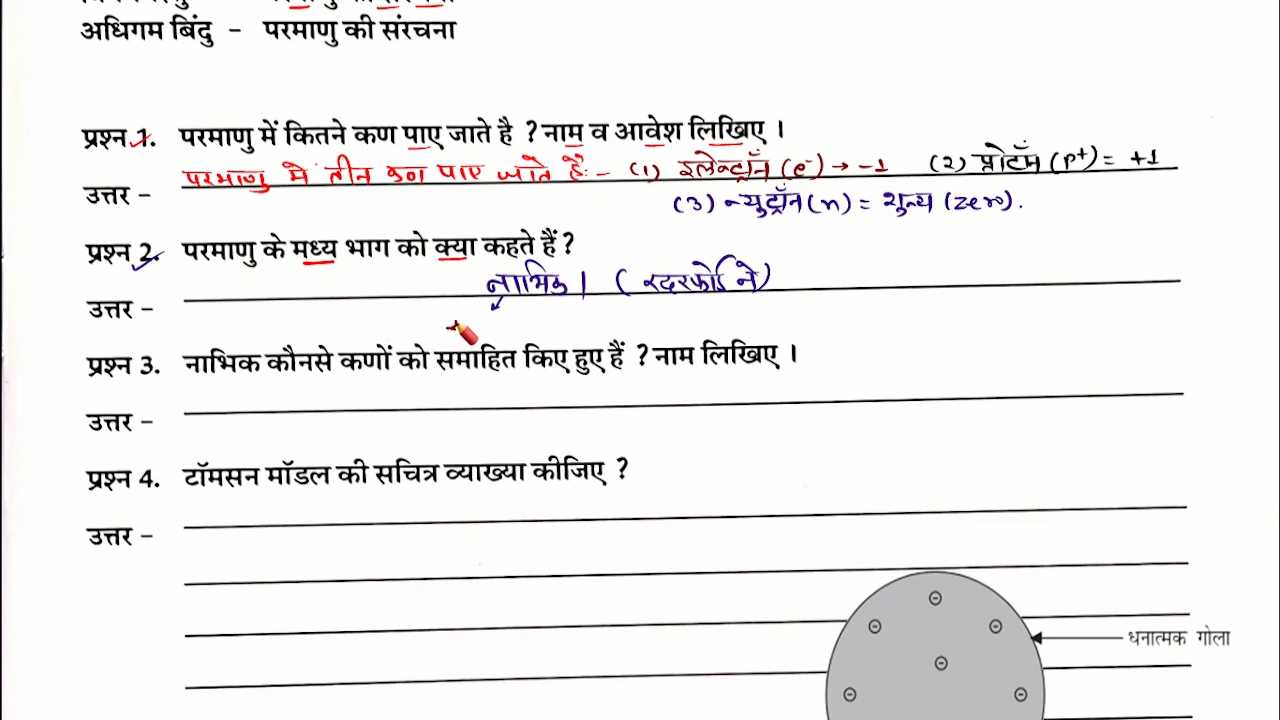 अधिगम बिंदु - परमाणु की संरचना
प्रश्न 1. परमाणु में कितने कण पाए जाते है ? नाम व आवेश लिखिए ।
परमाणु में तीन कण पाए जाते हैं:- (1) इलेक्ट्रॉन (e⁻) → -1 (2) प्रोटॉन (p+) = +1
उत्तर -
(3) न्युट्रॉन (n) = शुन्य (zero).
प्रश्न 2. परमाणु के मध्य भाग को क्या कहते हैं ?
नाभिक । ( रदरफोर्ड ने )
उत्तर -
प्रश्न 3. नाभिक कौनसे कणों को समाहित किए हुए हैं ? नाम लिखिए ।
उत्तर -
प्रश्न 4. टॉमसन मॉडल की सचित्र व्याख्या कीजिए ?
उत्तर -
धनात्मक गोला